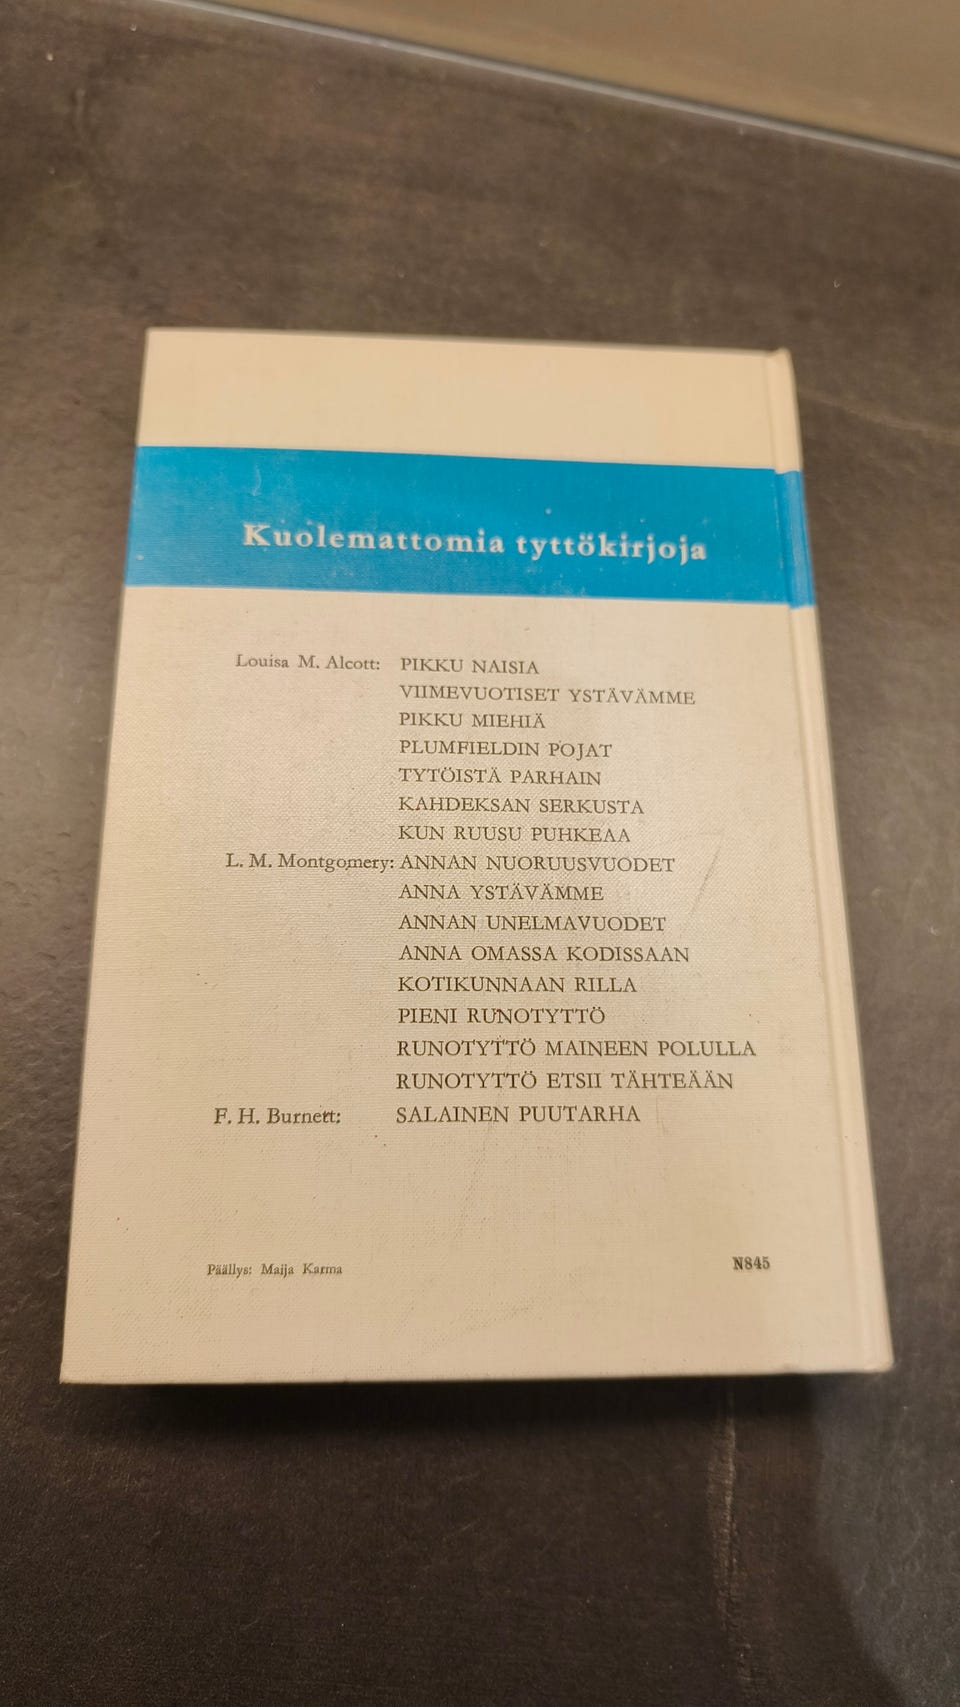 Kuolemattomia tyttökirjoja
Louisa M. Alcott: PIKKU NAISIA
VIIMEVUOTISET YSTÄVÄMME
PIKKU MIEHIÄ
PLUMFIELDIN POJAT
TYTÖISTÄ PARHAIN
KAHDEKSAN SERKUSTA
KUN RUUSU PUHKEAA
L. M. Montgomery: ANNAN NUORUUSVUODET
ANNA YSTÄVÄMME
ANNAN UNELMAVUODET
ANNA OMASSA KODISSAAN
KOTIKUNNAAN RILLA
PIENI RUNOTYTTÖ
RUNOTYTTÖ MAINEEN POLULLA
RUNOTYTTÖ ETSII TÄHTEÄÄN
F. H. Burnett: SALAINEN PUUTARHA
Päällys: Maija Karma N845